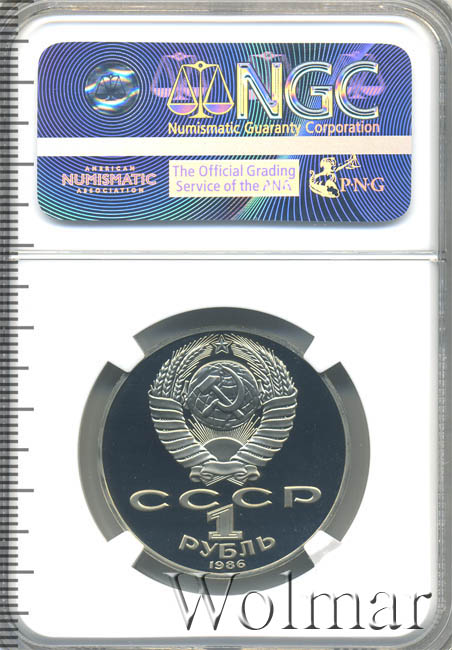 NGC
Numismatic Guaranty Corporation
AMERICAN
NUMISMATIC
ASSOCIATION
The Official Grading
Service of the ANA
PNG
СССР
1
РУБЛЬ
1986
Wolmar